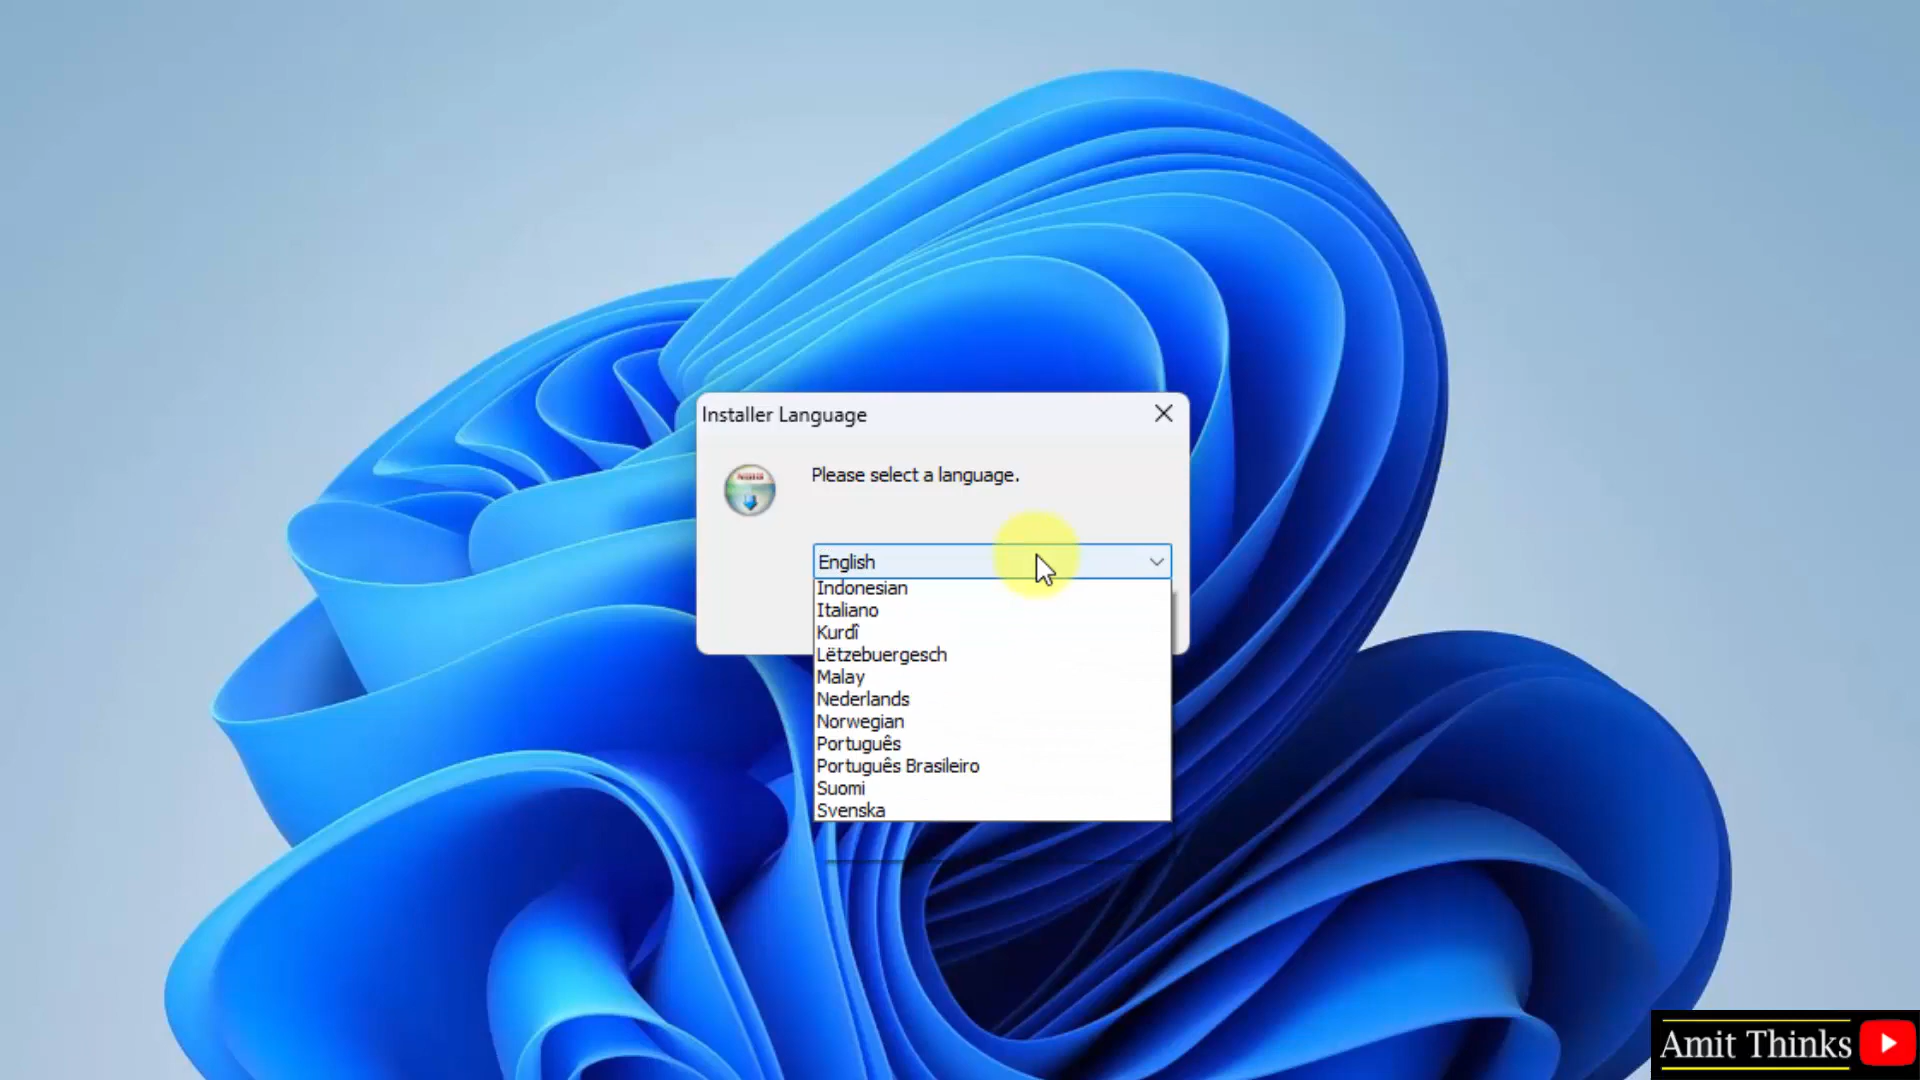 Installer Language
Please select a language.
English
Indonesian
Italiano
Kurdî
Lëtzebuergesch
Malay
Nederlands
Norwegian
Português
Português Brasileiro
Suomi
Svenska
Amit Thinks